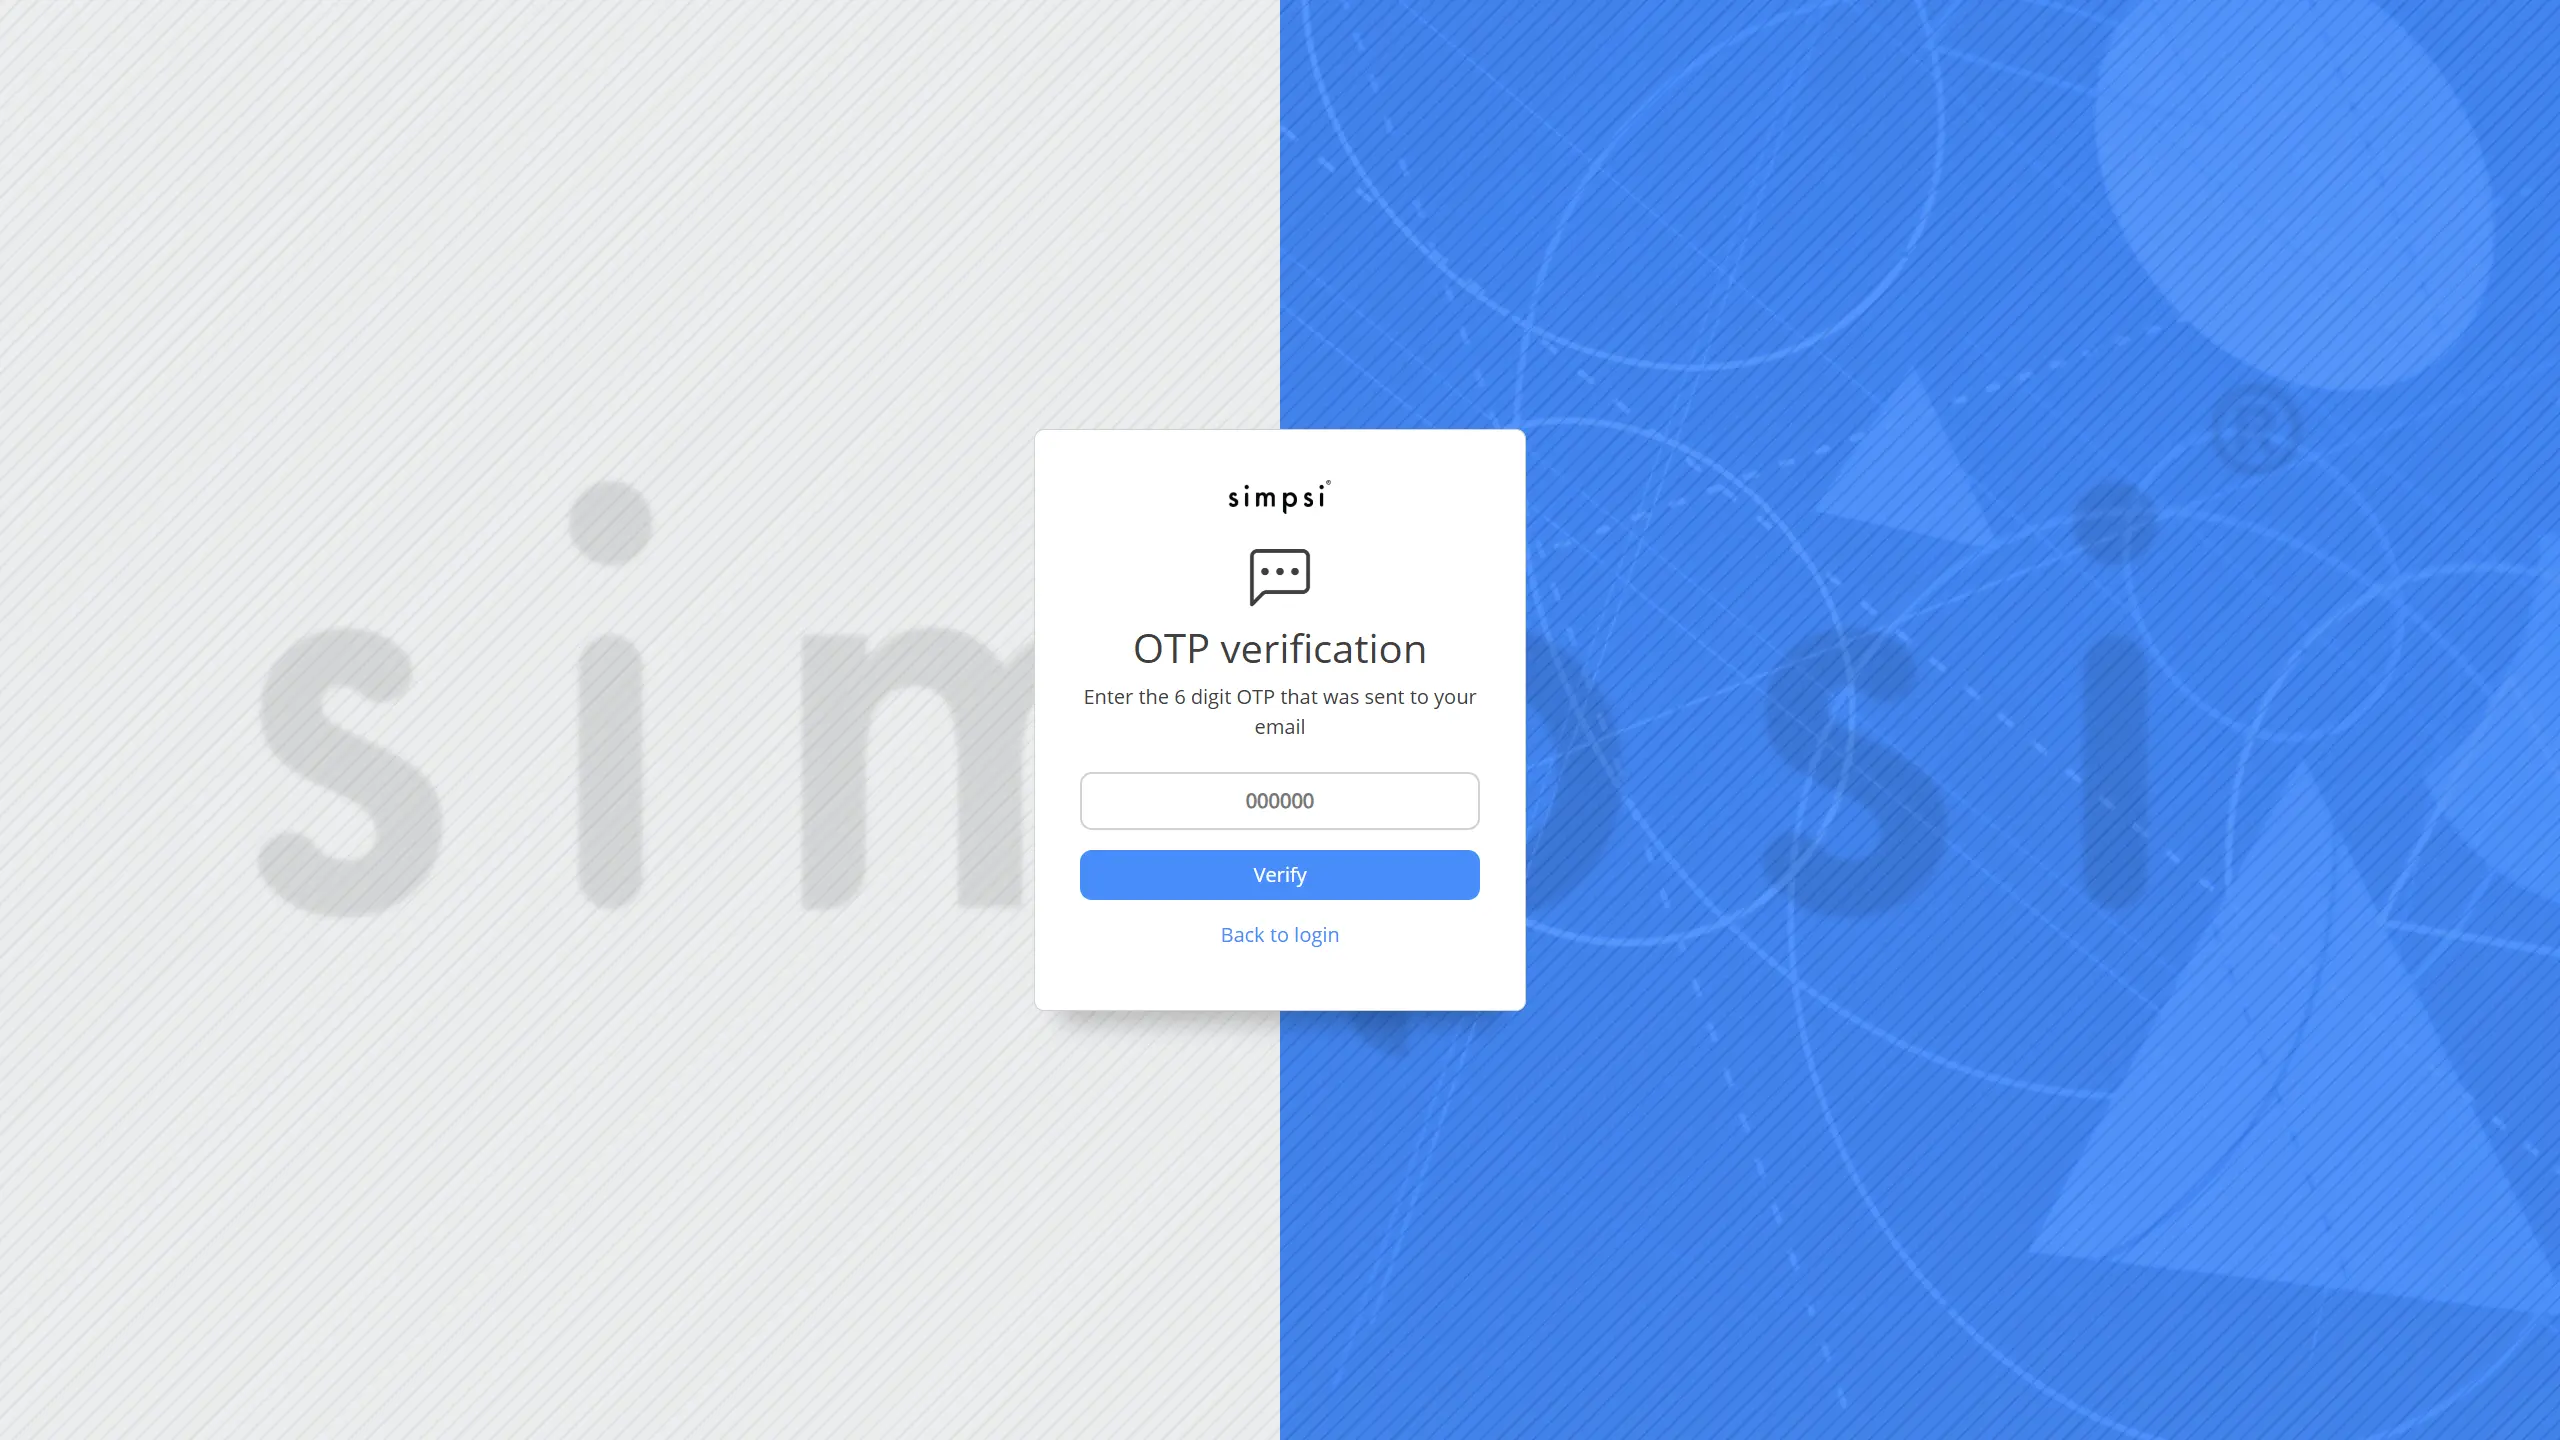 simpsi®
OTP verification
Enter the 6 digit OTP that was sent to your
email
000000
Verify
Back to login